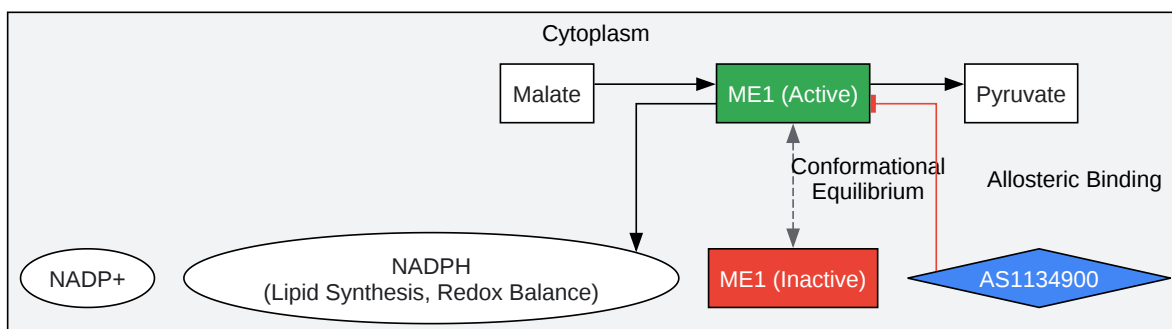 Cytoplasm
Malate
ME1 (Active)
Pyruvate
Conformational
Equilibrium
Allosteric Binding
NADP+
NADPH
(Lipid Synthesis, Redox Balance)
ME1 (Inactive)
AS1134900